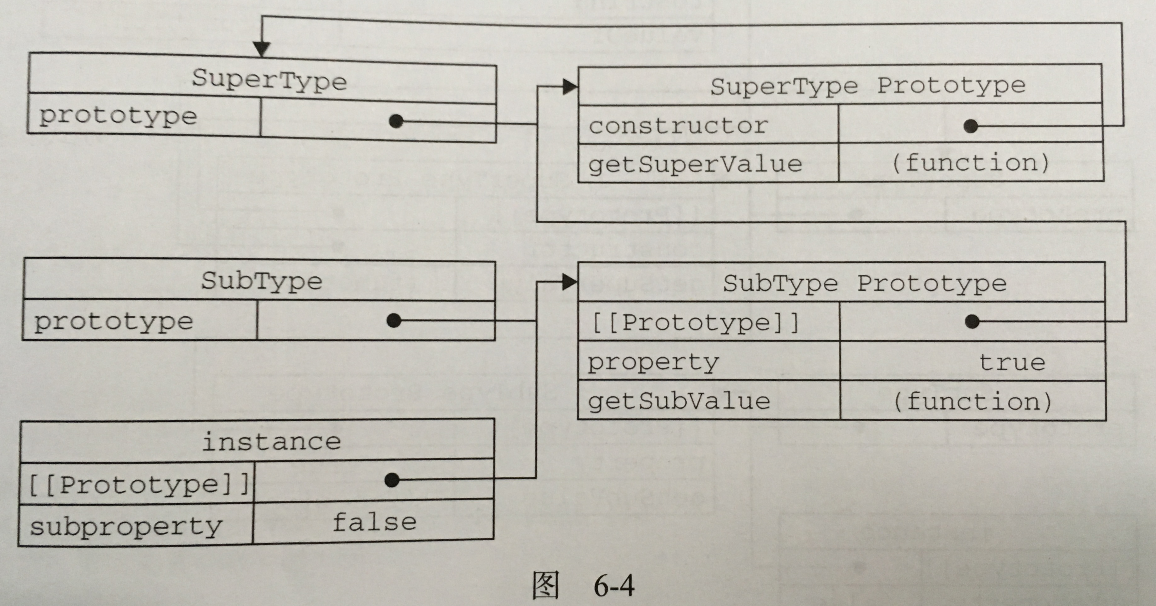 SuperType
prototype
SuperType Prototype
constructor
getSuperValue (function)
SubType
prototype
SubType Prototype
[[Prototype]]
property true
getSubValue (function)
instance
[[Prototype]]
subproperty false
图 6-4